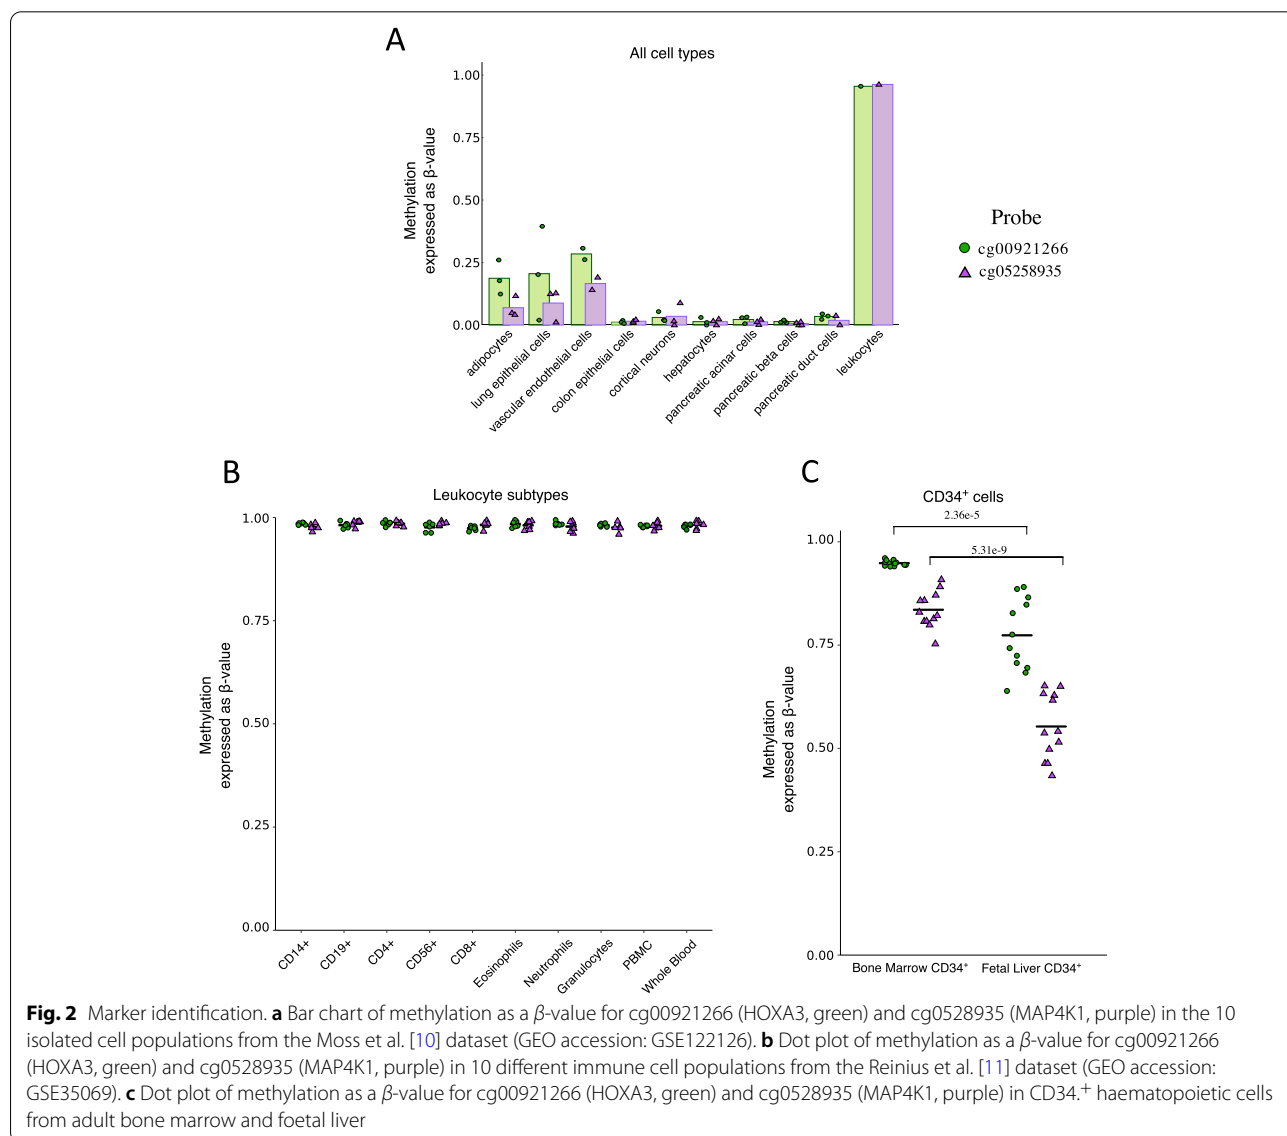 A
All cell types
Methylation
expressed as β-value
1.00
0.75
0.50
0.25
0.00
adipocytes
lung epithelial cells
vascular endothelial cells
colon epithelial cells
cortical neurons
hepatocytes
pancreatic acinar cells
pancreatic beta cells
pancreatic duct cells
leukocytes
Probe
cg00921266
cg05258935
B
Leukocyte subtypes
Methylation
expressed as β-value
1.00
0.75
0.50
0.25
0.00
CD14+
CD19+
CD4+
CD56+
CD8+
Eosinophils
Neutrophils
Granulocytes
PBMC
Whole Blood
C
CD34⁺ cells
2.36e-5
5.31e-9
Methylation
expressed as β-value
1.00
0.75
0.50
0.25
0.00
Bone Marrow CD34⁺
Fetal Liver CD34⁺
Fig. 2 Marker identification. a Bar chart of methylation as a β-value for cg00921266 (HOXA3, green) and cg0528935 (MAP4K1, purple) in the 10
isolated cell populations from the Moss et al. [10] dataset (GEO accession: GSE122126). b Dot plot of methylation as a β-value for cg00921266
(HOXA3, green) and cg0528935 (MAP4K1, purple) in 10 different immune cell populations from the Reinius et al. [11] dataset (GEO accession:
GSE35069). c Dot plot of methylation as a β-value for cg00921266 (HOXA3, green) and cg0528935 (MAP4K1, purple) in CD34.⁺ haematopoietic cells
from adult bone marrow and foetal liver